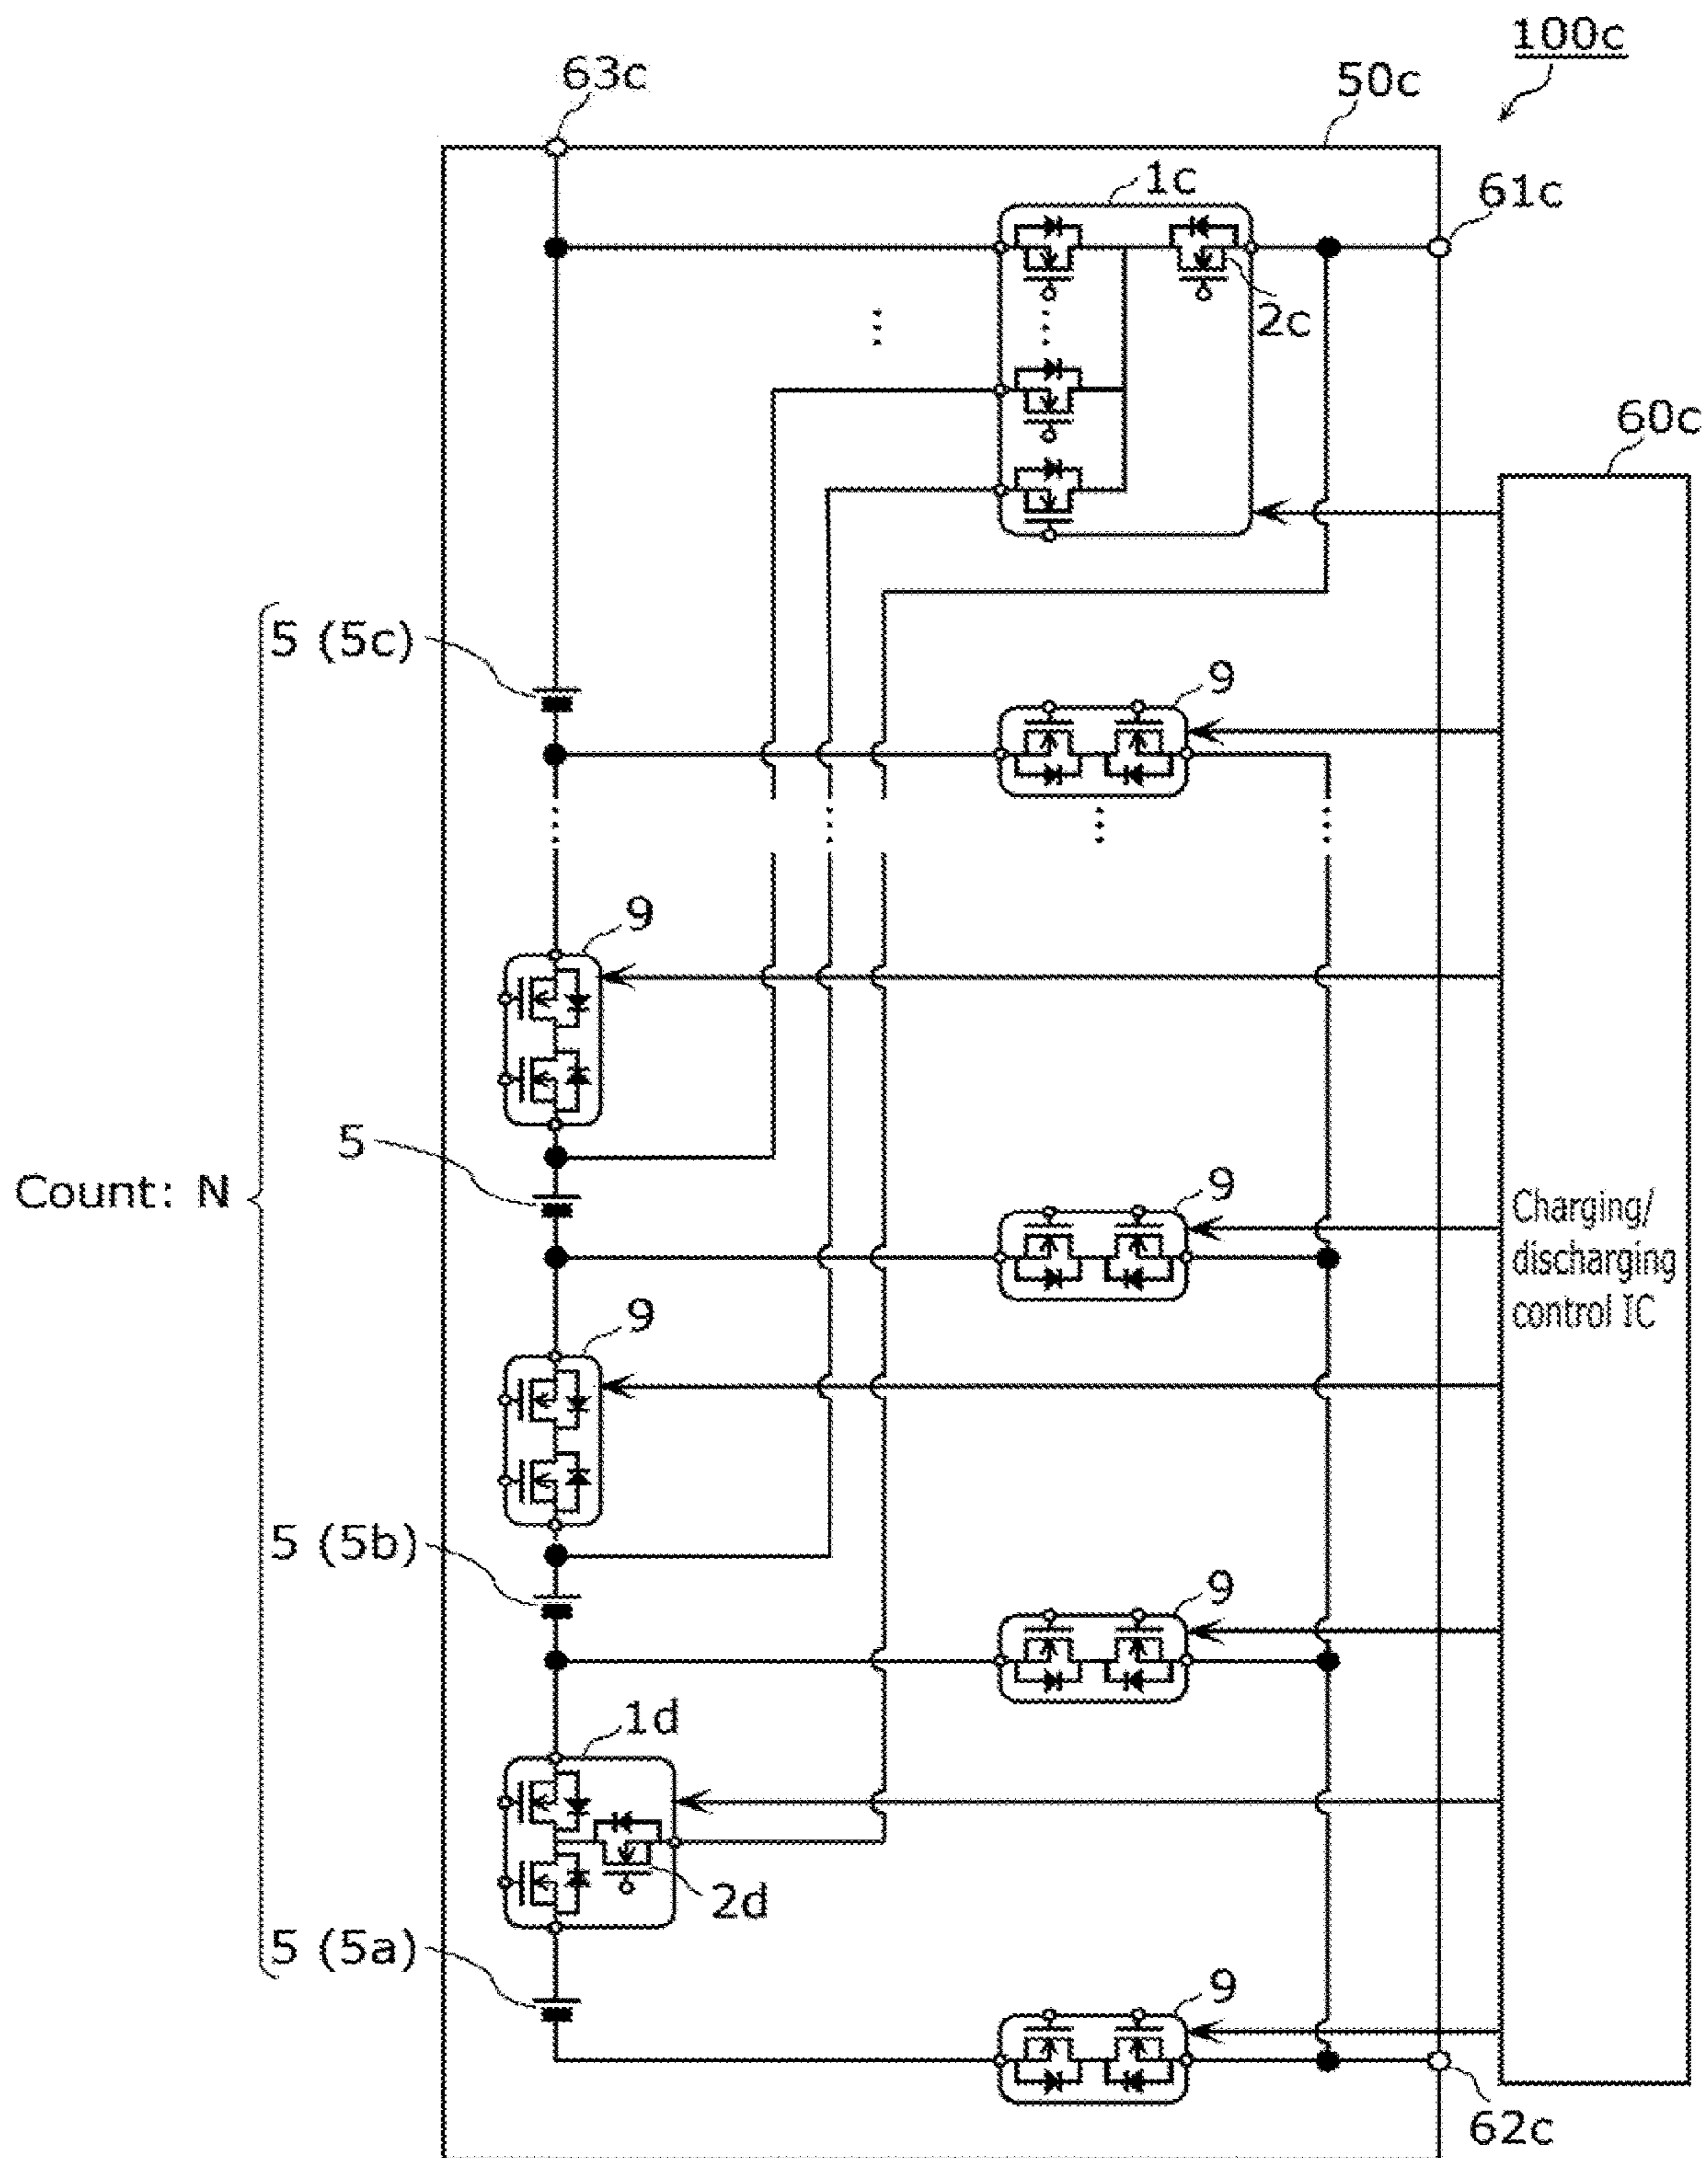 100c
63c
50c
1c
61c
2c
60c
5 (5c)
9
9
5
Count: N
9
Charging/
discharging
control IC
9
5 (5b)
9
1d
2d
5 (5a)
9
62c